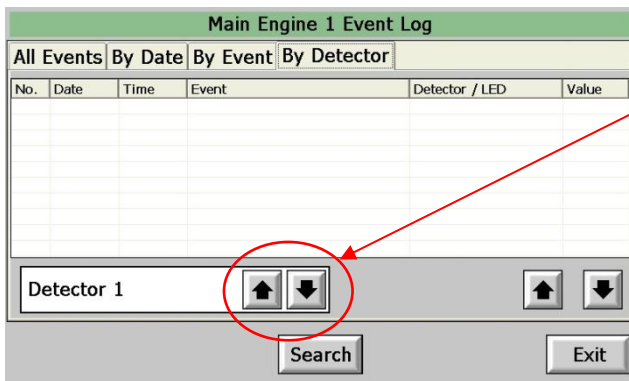 Main Engine 1 Event Log
All Events By Date By Event By Detector
No. Date Time Event Detector / LED Value
Detector 1
Search Exit